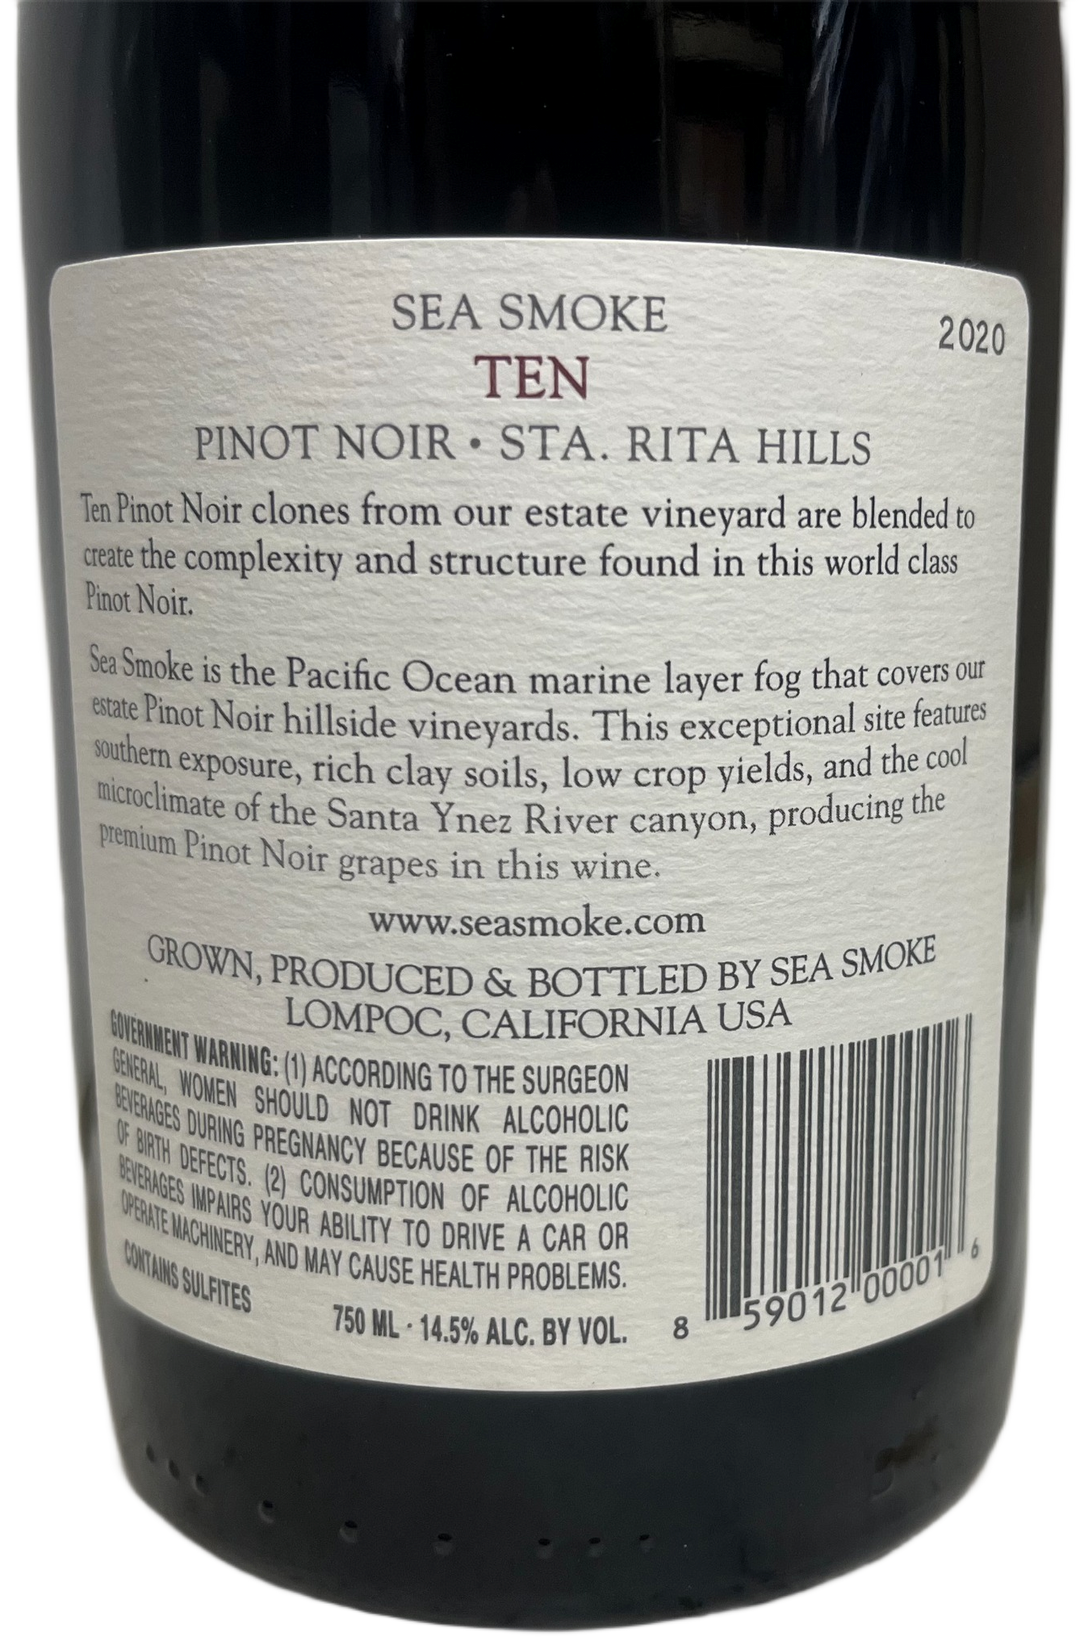 SEA SMOKE
2020
TEN
PINOT NOIR • STA. RITA HILLS
Ten Pinot Noir clones from our estate vineyard are blended to
create the complexity and structure found in this world class
Pinot Noir.
Sea Smoke is the Pacific Ocean marine layer fog that covers our
estate Pinot Noir hillside vineyards. This exceptional site features
southern exposure, rich clay soils, low crop yields, and the cool
microclimate of the Santa Ynez River canyon, producing the
premium Pinot Noir grapes in this wine.
www.seasmoke.com
GROWN, PRODUCED & BOTTLED BY SEA SMOKE
LOMPOC, CALIFORNIA USA
GOVERNMENT WARNING: (1) ACCORDING TO THE SURGEON
GENERAL, WOMEN SHOULD NOT DRINK ALCOHOLIC
BEVERAGES DURING PREGNANCY BECAUSE OF THE RISK
OF BIRTH DEFECTS. (2) CONSUMPTION OF ALCOHOLIC
BEVERAGES IMPAIRS YOUR ABILITY TO DRIVE A CAR OR
OPERATE MACHINERY, AND MAY CAUSE HEALTH PROBLEMS.
CONTAINS SULFITES
750 ML · 14.5% ALC. BY VOL.
8 59012 00001 6